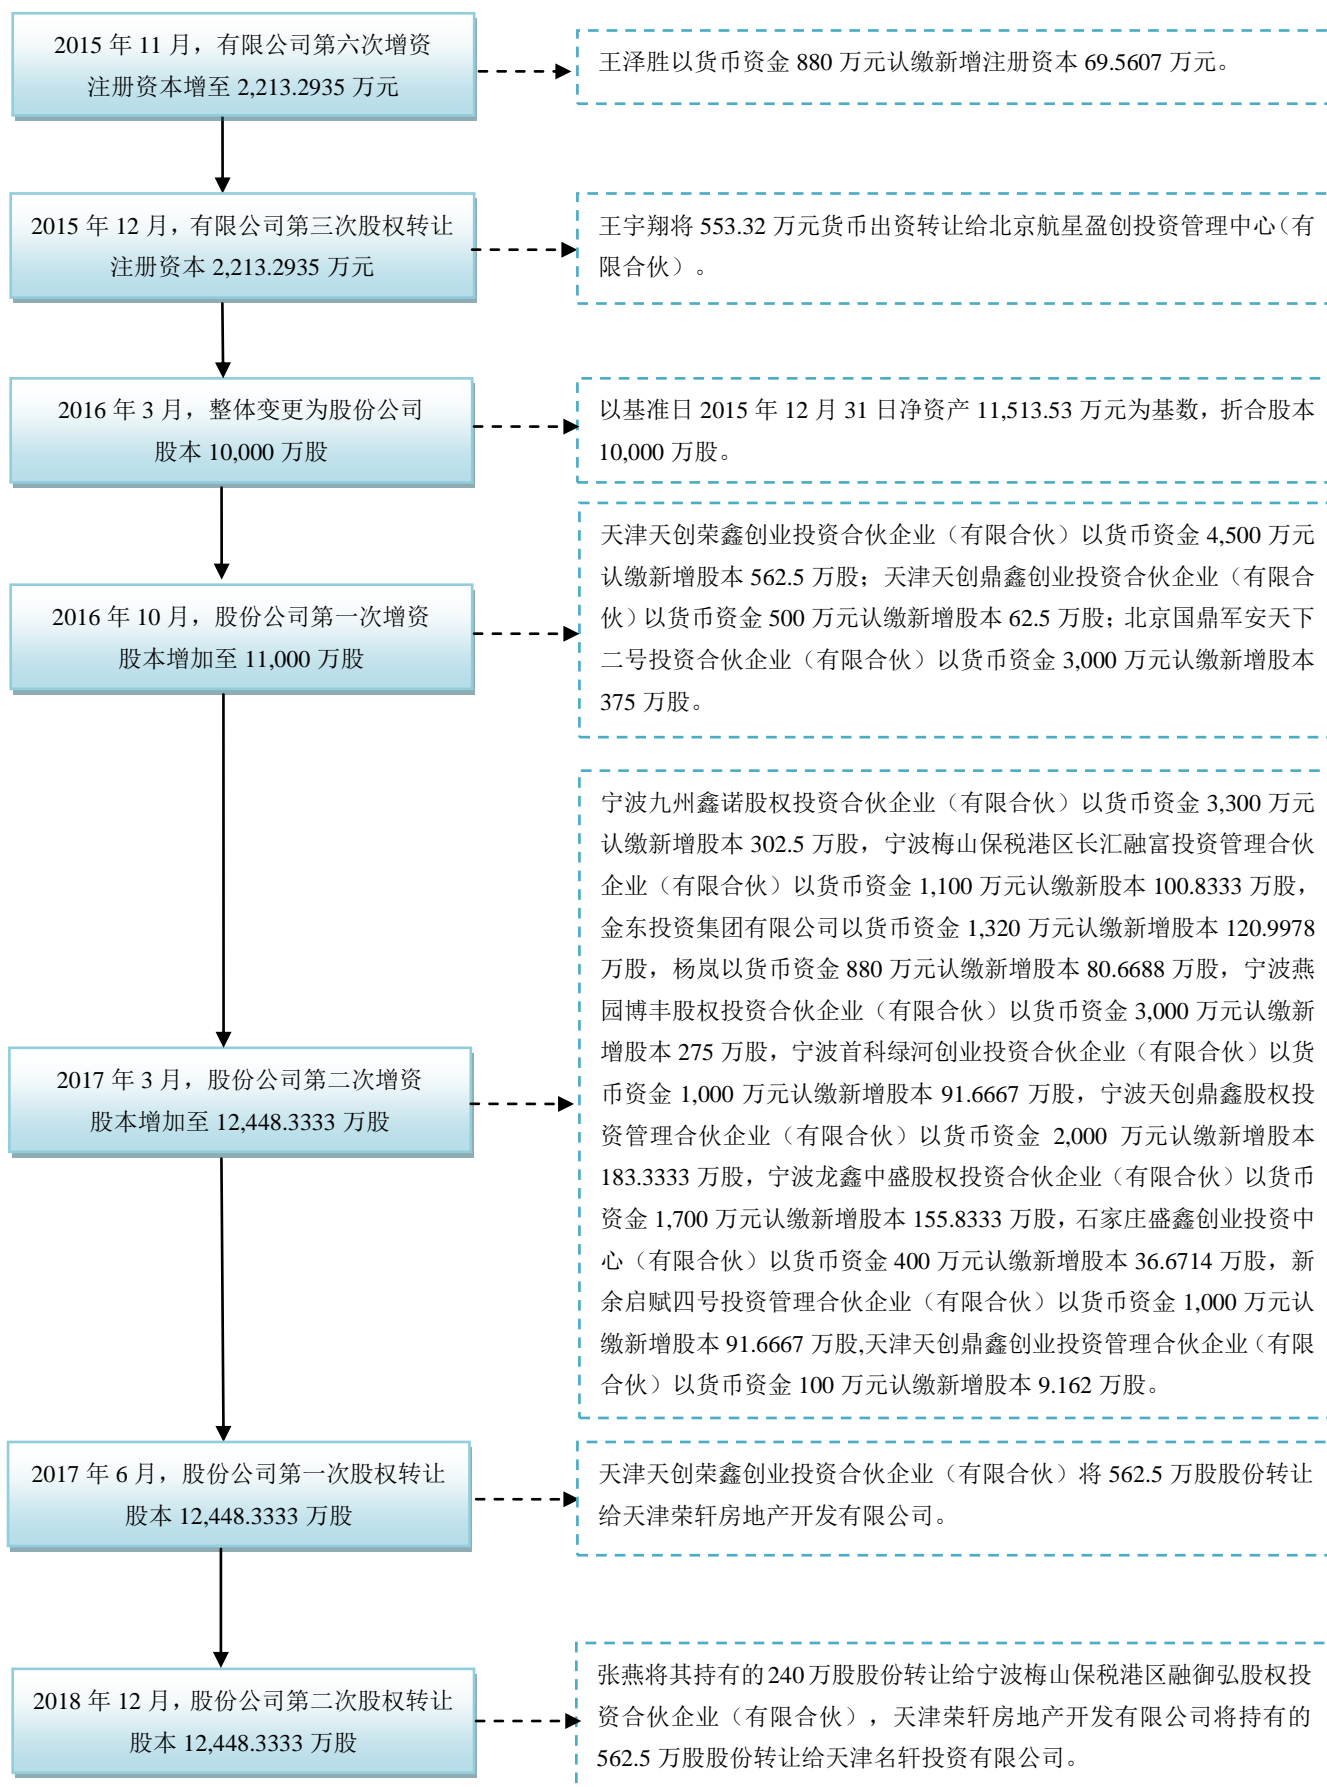 2015 年 11 月，有限公司第六次增资
注册资本增至 2,213.2935 万元
王泽胜以货币资金 880 万元认缴新增注册资本 69.5607 万元。
2015 年 12 月，有限公司第三次股权转让
注册资本 2,213.2935 万元
王宇翔将 553.32 万元货币出资转让给北京航星盈创投资管理中心（有
限合伙）。
2016 年 3 月，整体变更为股份公司
股本 10,000 万股
以基准日 2015 年 12 月 31 日净资产 11,513.53 万元为基数，折合股本
10,000 万股。
2016 年 10 月，股份公司第一次增资
股本增加至 11,000 万股
天津天创荣鑫创业投资合伙企业（有限合伙）以货币资金 4,500 万元
认缴新增股本 562.5 万股；天津天创鼎鑫创业投资合伙企业（有限合
伙）以货币资金 500 万元认缴新增股本 62.5 万股；北京国鼎军安天下
二号投资合伙企业（有限合伙）以货币资金 3,000 万元认缴新增股本
375 万股。
2017 年 3 月，股份公司第二次增资
股本增加至 12,448.3333 万股
宁波九州鑫诺股权投资合伙企业（有限合伙）以货币资金 3,300 万元
认缴新增股本 302.5 万股，宁波梅山保税港区长汇融富投资管理合伙
企业（有限合伙）以货币资金 1,100 万元认缴新股本 100.8333 万股，
金东投资集团有限公司以货币资金 1,320 万元认缴新增股本 120.9978
万股，杨岚以货币资金 880 万元认缴新增股本 80.6688 万股，宁波燕
园博丰股权投资合伙企业（有限合伙）以货币资金 3,000 万元认缴新
增股本 275 万股，宁波首科绿河创业投资合伙企业（有限合伙）以货
币资金 1,000 万元认缴新增股本 91.6667 万股，宁波天创鼎鑫股权投
资管理合伙企业（有限合伙）以货币资金 2,000 万元认缴新增股本
183.3333 万股，宁波龙鑫中盛股权投资合伙企业（有限合伙）以货币
资金 1,700 万元认缴新增股本 155.8333 万股，石家庄盛鑫创业投资中
心（有限合伙）以货币资金 400 万元认缴新增股本 36.6714 万股，新
余启赋四号投资管理合伙企业（有限合伙）以货币资金 1,000 万元认
缴新增股本 91.6667 万股,天津天创鼎鑫创业投资管理合伙企业（有限
合伙）以货币资金 100 万元认缴新增股本 9.162 万股。
2017 年 6 月，股份公司第一次股权转让
股本 12,448.3333 万股
天津天创荣鑫创业投资合伙企业（有限合伙）将 562.5 万股股份转让
给天津荣轩房地产开发有限公司。
2018 年 12 月，股份公司第二次股权转让
股本 12,448.3333 万股
张燕将其持有的 240 万股股份转让给宁波梅山保税港区融御弘股权投
资合伙企业（有限合伙），天津荣轩房地产开发有限公司将持有的
562.5 万股股份转让给天津名轩投资有限公司。